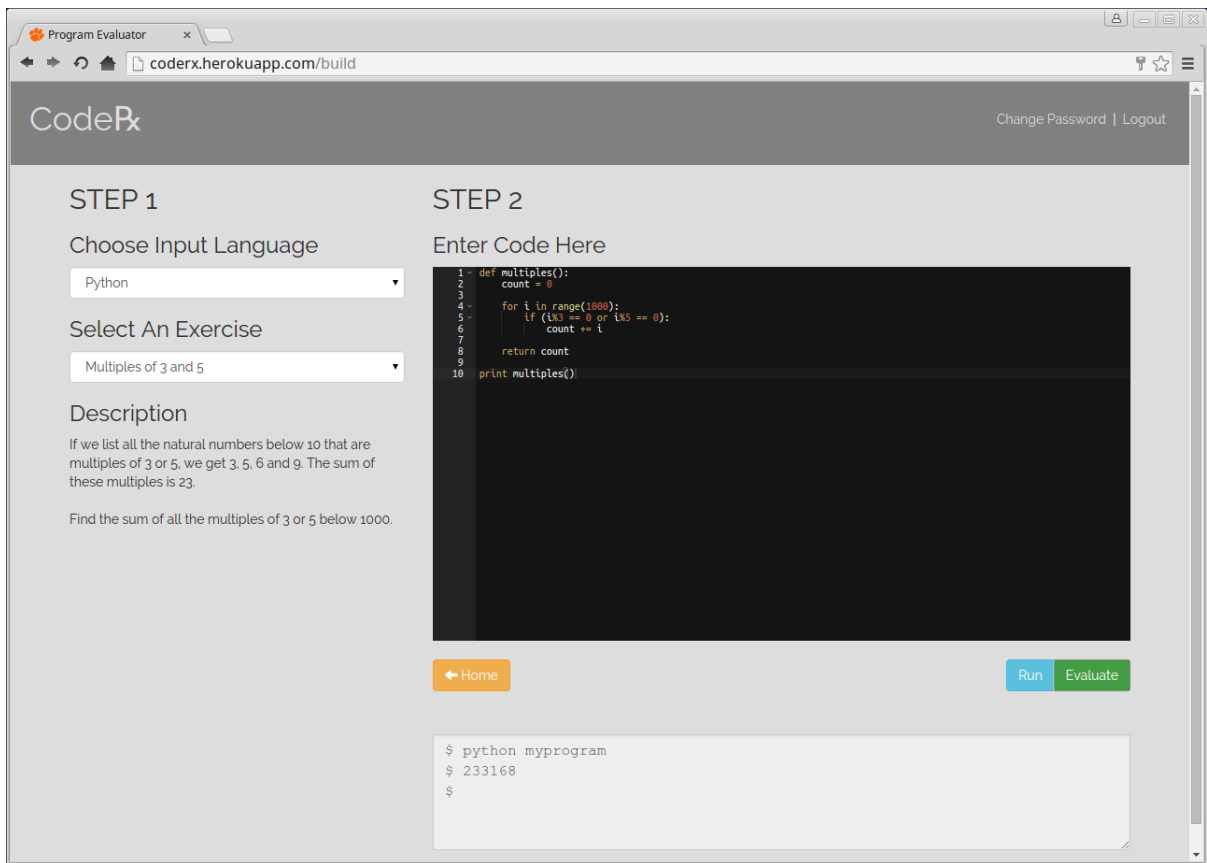 Program Evaluator
coderx.herokuapp.com/build
Code℞
Change Password | Logout
STEP 1
Choose Input Language
Python
Select An Exercise
Multiples of 3 and 5
Description
If we list all the natural numbers below 10 that are
multiples of 3 or 5, we get 3, 5, 6 and 9. The sum of
these multiples is 23.
Find the sum of all the multiples of 3 or 5 below 1000.
STEP 2
Enter Code Here
1 def multiples():
2 count = 0
3
4 for i in range(1000):
5 if (i%3 == 0 or i%5 == 0):
6 count += i
7
8 return count
9
10 print multiples()
Home
Run
Evaluate
$ python myprogram
$ 233168
$